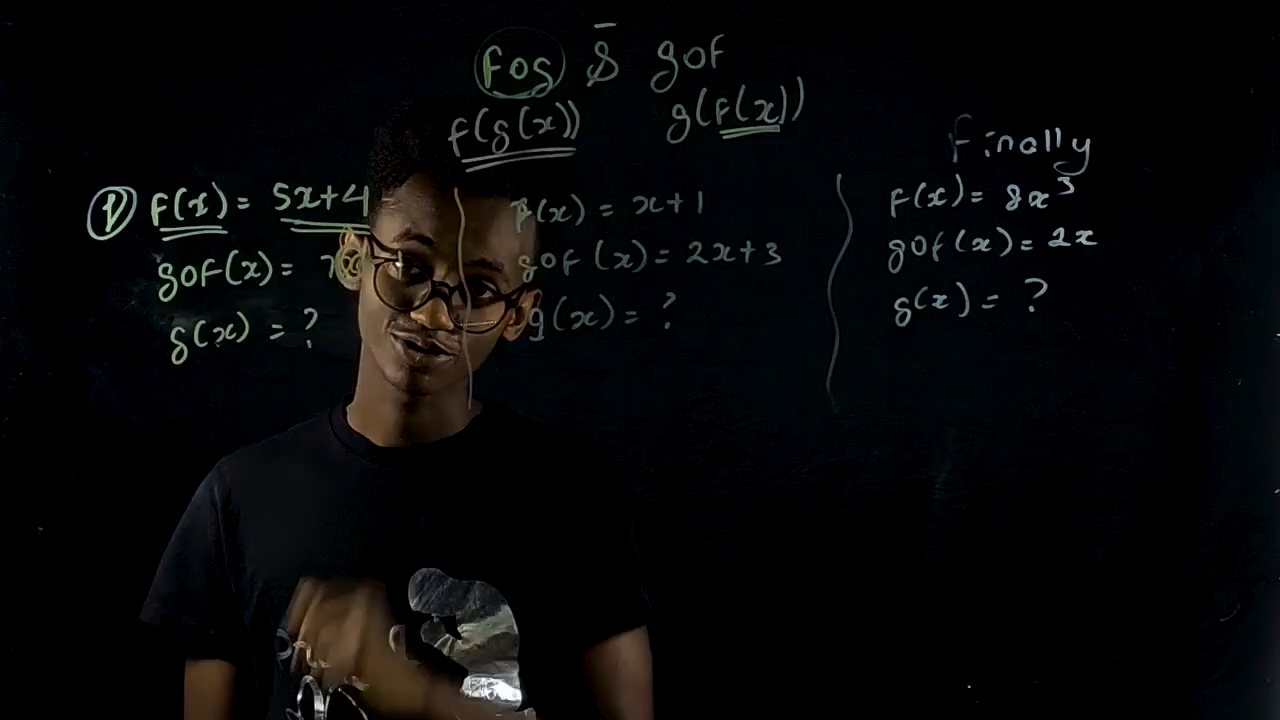 fog & gof
f(g(x)) g(f(x))
1) f(x) = 5x+4
gof(x) =
g(x) = ?
f(x) = x+1
gof(x) = 2x+3
g(x) = ?
Finally
f(x) = 8x³
gof(x) = 2x
g(x) = ?